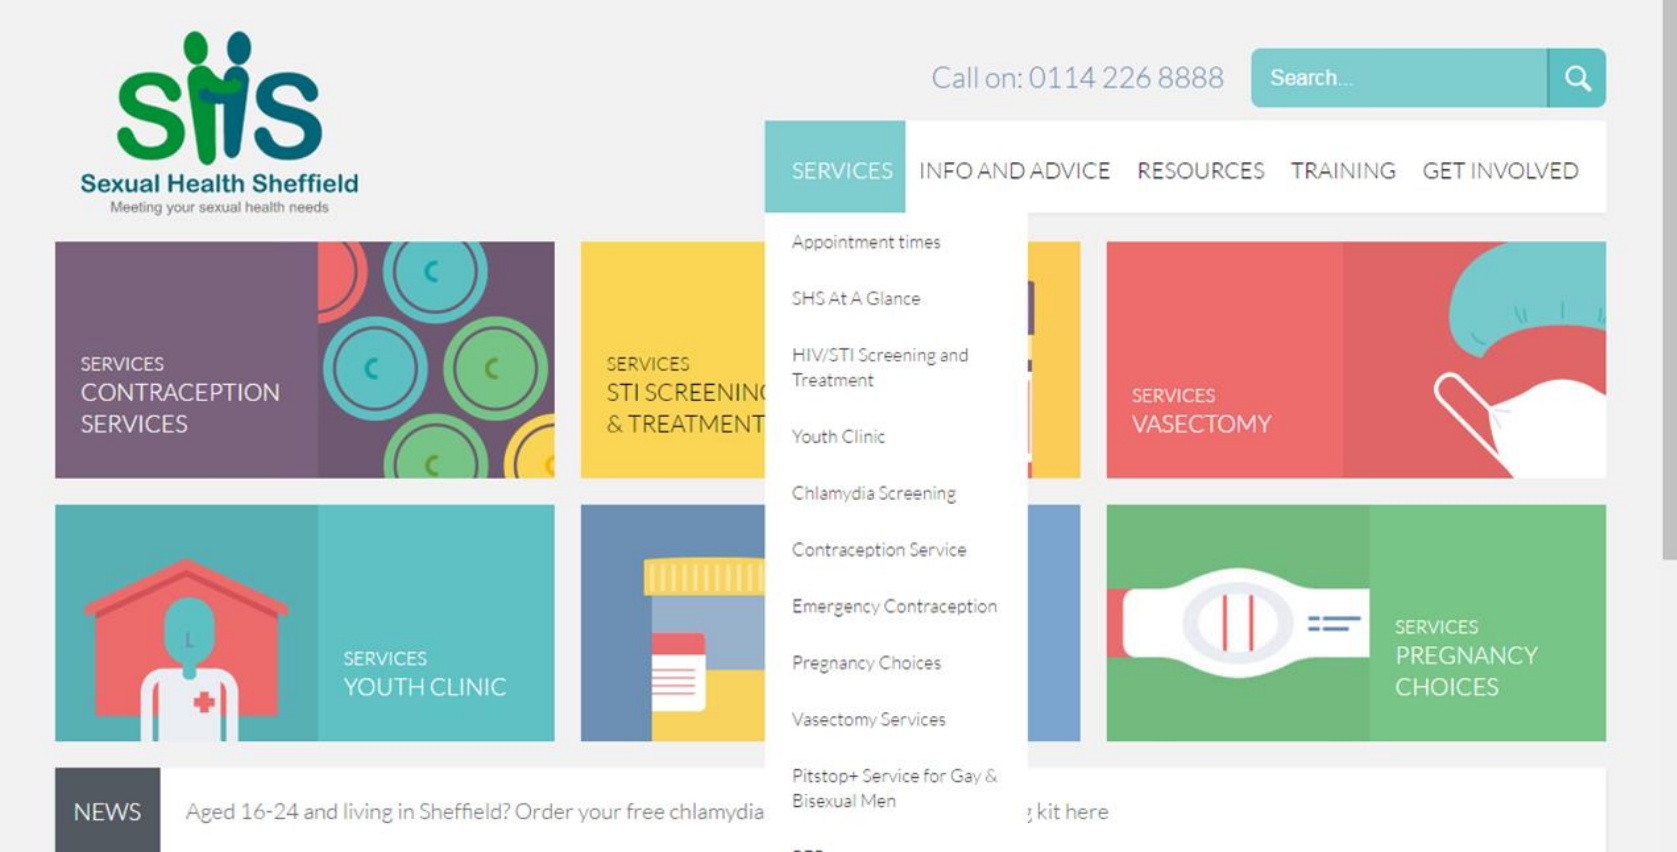 SHS
Sexual Health Sheffield
Meeting your sexual health needs
Call on: 0114 226 8888
Search...
SERVICES
INFO AND ADVICE
RESOURCES
TRAINING
GET INVOLVED
Appointment times
SHS At A Glance
HIV/STI Screening and
Treatment
Youth Clinic
Chlamydia Screening
Contraception Service
Emergency Contraception
Pregnancy Choices
Vasectomy Services
Pitstop+ Service for Gay &
Bisexual Men
SERVICES
CONTRACEPTION
SERVICES
C
C
C
C
C
SERVICES
STI SCREENING
& TREATMENT
SERVICES
VASECTOMY
L
SERVICES
YOUTH CLINIC
SERVICES
PREGNANCY
CHOICES
NEWS
Aged 16-24 and living in Sheffield? Order your free chlamydia kit here